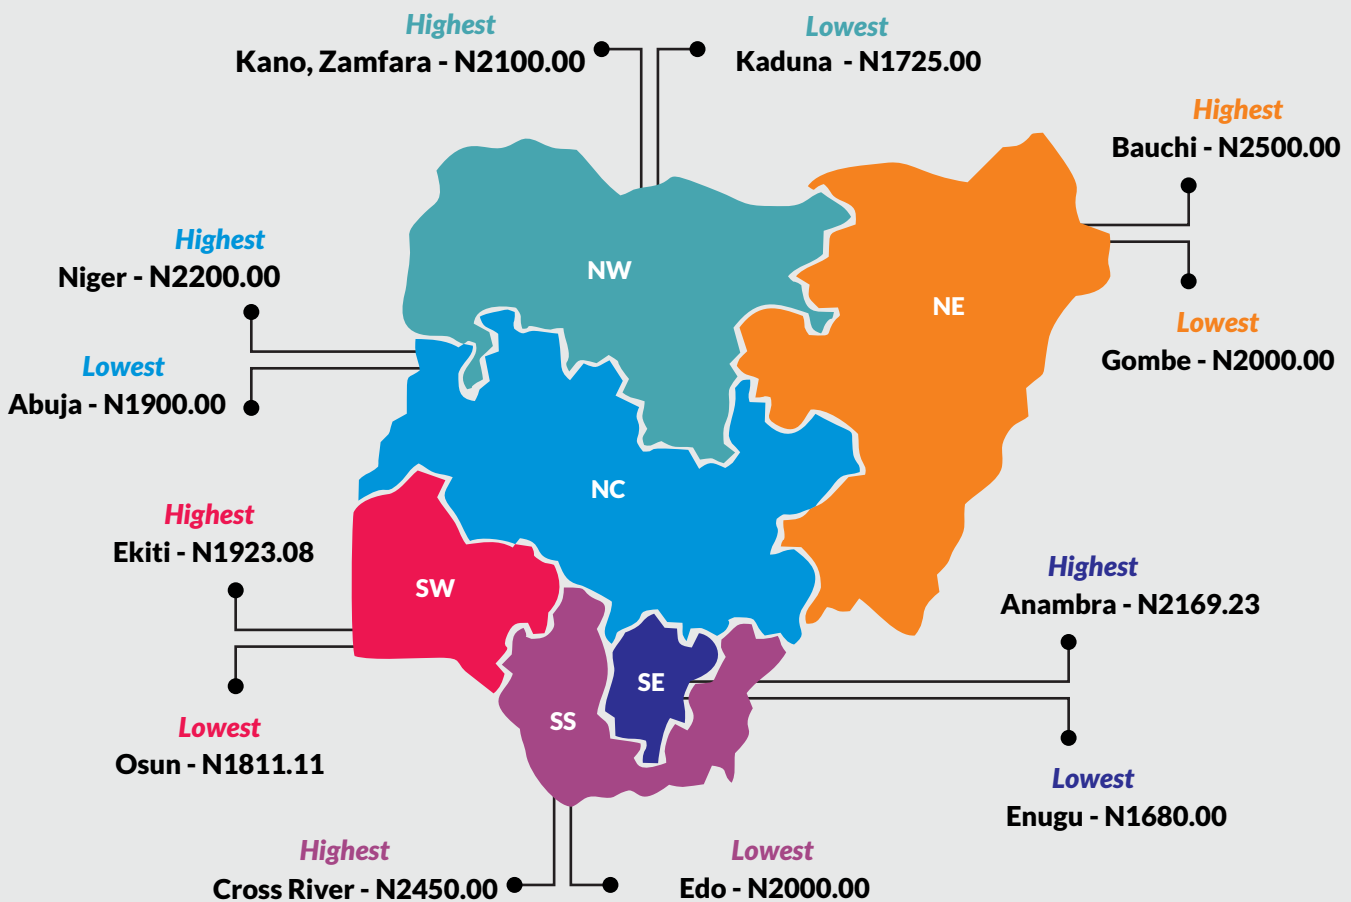 Highest
Kano, Zamfara - N2100.00
Lowest
Kaduna - N1725.00
Highest
Bauchi - N2500.00
Highest
Niger - N2200.00
NW
NE
Lowest
Gombe - N2000.00
Lowest
Abuja - N1900.00
NC
Highest
Ekiti - N1923.08
SW
Highest
Anambra - N2169.23
SE
SS
Lowest
Osun - N1811.11
Lowest
Enugu - N1680.00
Highest
Cross River - N2450.00
Lowest
Edo - N2000.00